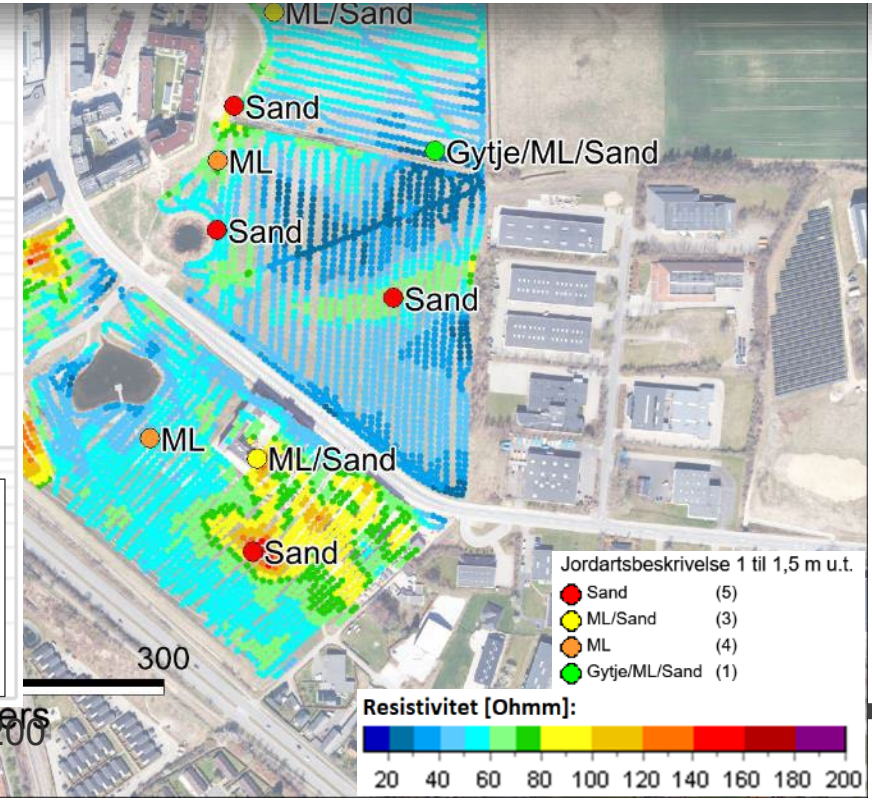 ML/Sand
Sand
ML
Gytje/ML/Sand
Sand
Sand
ML
ML/Sand
Sand
300
Jordartsbeskrivelse 1 til 1,5 m u.t.
Sand (5)
ML/Sand (3)
ML (4)
Gytje/ML/Sand (1)
Resistivitet [Ohmm]:
20 40 60 80 100 120 140 160 180 200